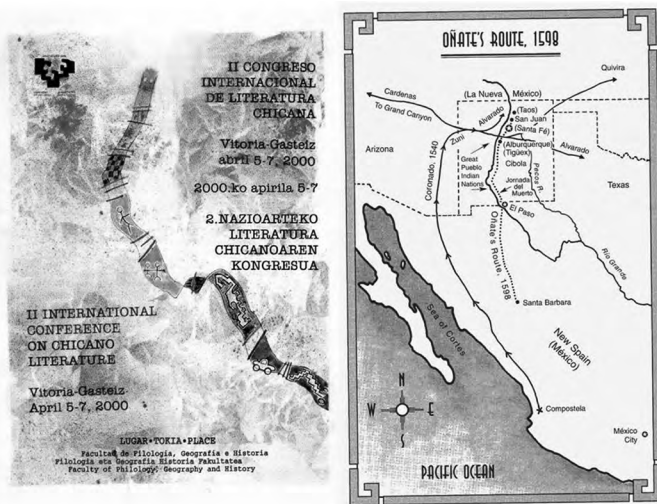 II CONGRESO
INTERNACIONAL
DE LITERATURA
CHICANA
Vitoria-Gasteiz
abril 5-7, 2000
2000.ko apirila 5-7
2.NAZIOARTEKO
LITERATURA
CHICANOAREN
KONGRESUA
II INTERNATIONAL
CONFERENCE
ON CHICANO
LITERATURE
Vitoria-Gasteiz
April 5-7, 2000
LUGAR•TOKIA•PLACE
Facultad de Filología, Geografía e Historia
Filologia eta Geografia Historia Fakultatea
Faculty of Philology, Geography and History
OÑATE'S ROUTE, 1598
Quivira
Cardenas
To Grand Canyon
(La Nueva México)
Alvarado
(Taos)
San Juan
(Santa Fé)
Zuni
(Alburquerque)
(Tigüex)
Alvarado
Arizona
Cibola
Great
Pueblo
Indian
Nations
Pecos R.
Texas
Jornada
del
Muerto
Coronado, 1540
El Paso
Oñate's Route, 1598
Rio Grande
Santa Barbara
Sea of Cortes
New Spain
(México)
N
W
E
S
Compostela
México
City
PACIFIC OCEAN